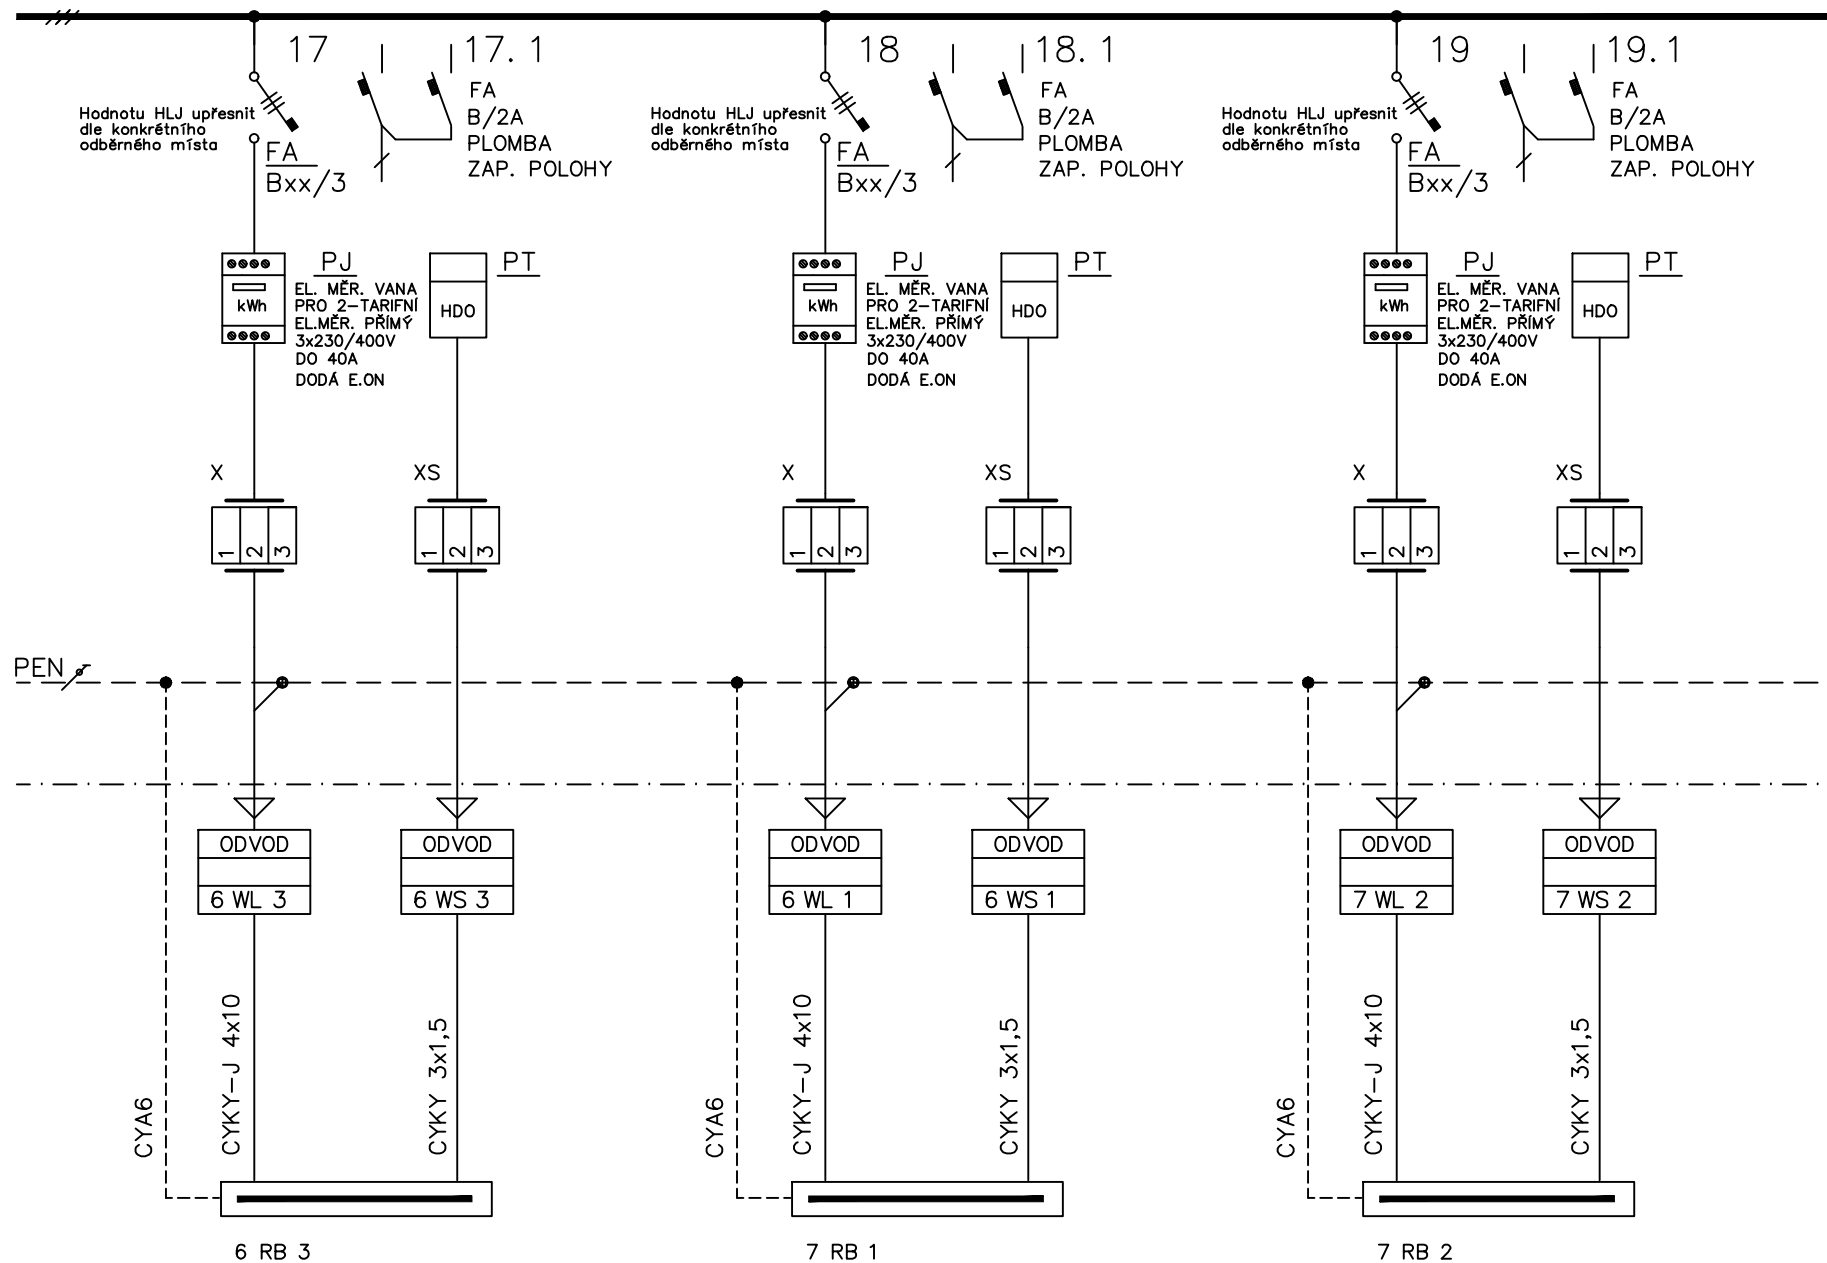 17
17.1
Hodnotu HLJ upřesnit
dle konkrétního
odběrného místa
FA
Bxx/3
FA
B/2A
PLOMBA
ZAP. POLOHY
PJ
EL. MĚR. VANA
PRO 2-TARIFNÍ
EL.MĚR. PŘÍMÝ
3x230/400V
DO 40A
DODÁ E.ON
kWh
PT
HDO
X
1 2 3
XS
1 2 3
18
18.1
Hodnotu HLJ upřesnit
dle konkrétního
odběrného místa
FA
Bxx/3
FA
B/2A
PLOMBA
ZAP. POLOHY
PJ
EL. MĚR. VANA
PRO 2-TARIFNÍ
EL.MĚR. PŘÍMÝ
3x230/400V
DO 40A
DODÁ E.ON
kWh
PT
HDO
X
1 2 3
XS
1 2 3
19
19.1
Hodnotu HLJ upřesnit
dle konkrétního
odběrného místa
FA
Bxx/3
FA
B/2A
PLOMBA
ZAP. POLOHY
PJ
EL. MĚR. VANA
PRO 2-TARIFNÍ
EL.MĚR. PŘÍMÝ
3x230/400V
DO 40A
DODÁ E.ON
kWh
PT
HDO
X
1 2 3
XS
1 2 3
PEN
ODVOD
6 WL 3
ODVOD
6 WS 3
CYA6
CYKY-J 4x10
CYKY 3x1,5
6 RB 3
ODVOD
6 WL 1
ODVOD
6 WS 1
CYA6
CYKY-J 4x10
CYKY 3x1,5
7 RB 1
ODVOD
7 WL 2
ODVOD
7 WS 2
CYA6
CYKY-J 4x10
CYKY 3x1,5
7 RB 2